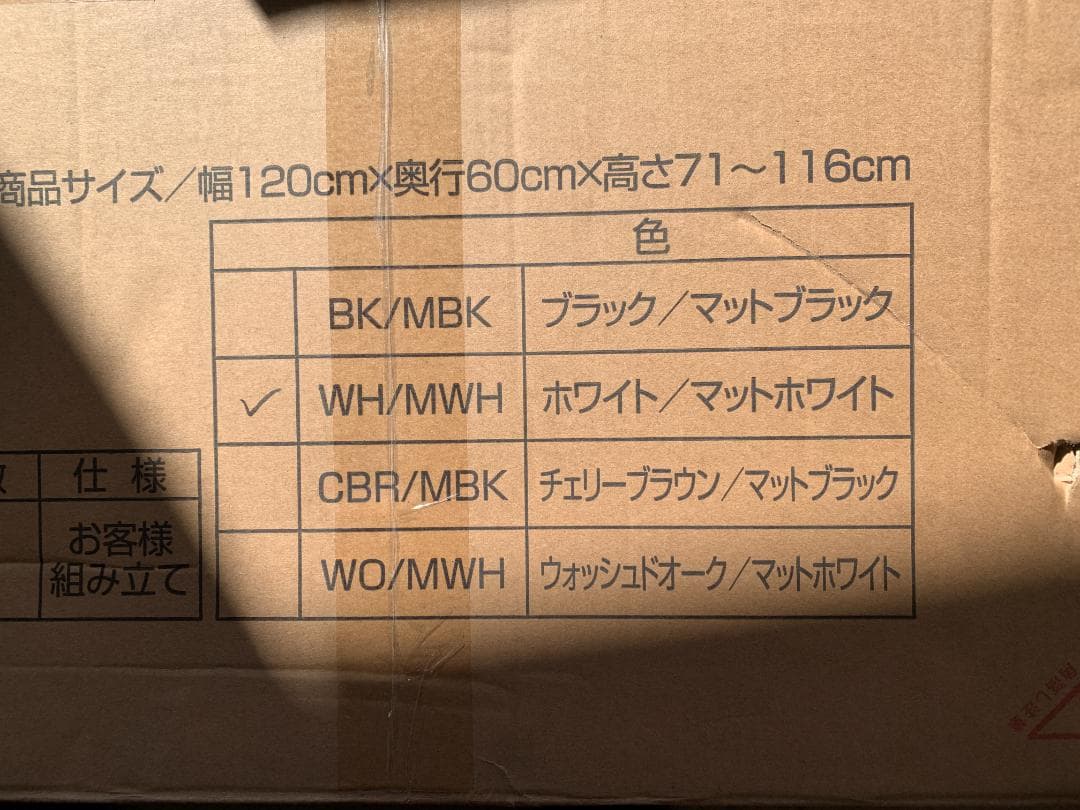 商品サイズ／幅120cm×奥行60cm×高さ71～116cm
色
BK/MBK ブラック／マットブラック
✓ WH/MWH ホワイト／マットホワイト
CBR/MBK チェリーブラウン／マットブラック
WO/MWH ウォッシュドオーク／マットホワイト
仕様
お客様
組み立て